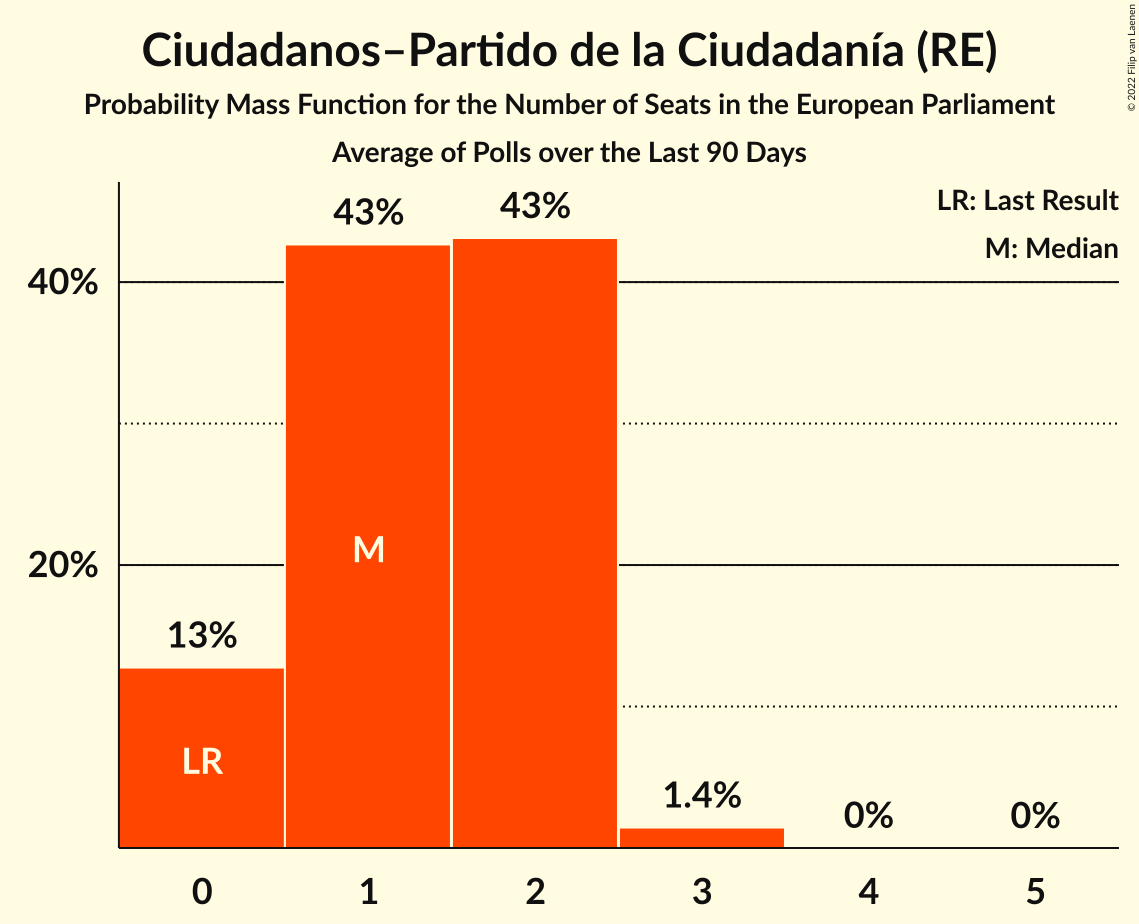 Ciudadanos–Partido de la Ciudadanía (RE)
Probability Mass Function for the Number of Seats in the European Parliament
Average of Polls over the Last 90 Days
© 2022 Filip van Laenen
LR: Last Result
M: Median
43%
43%
40%
M
20%
13%
LR
1.4%
0%
0%
0
1
2
3
4
5